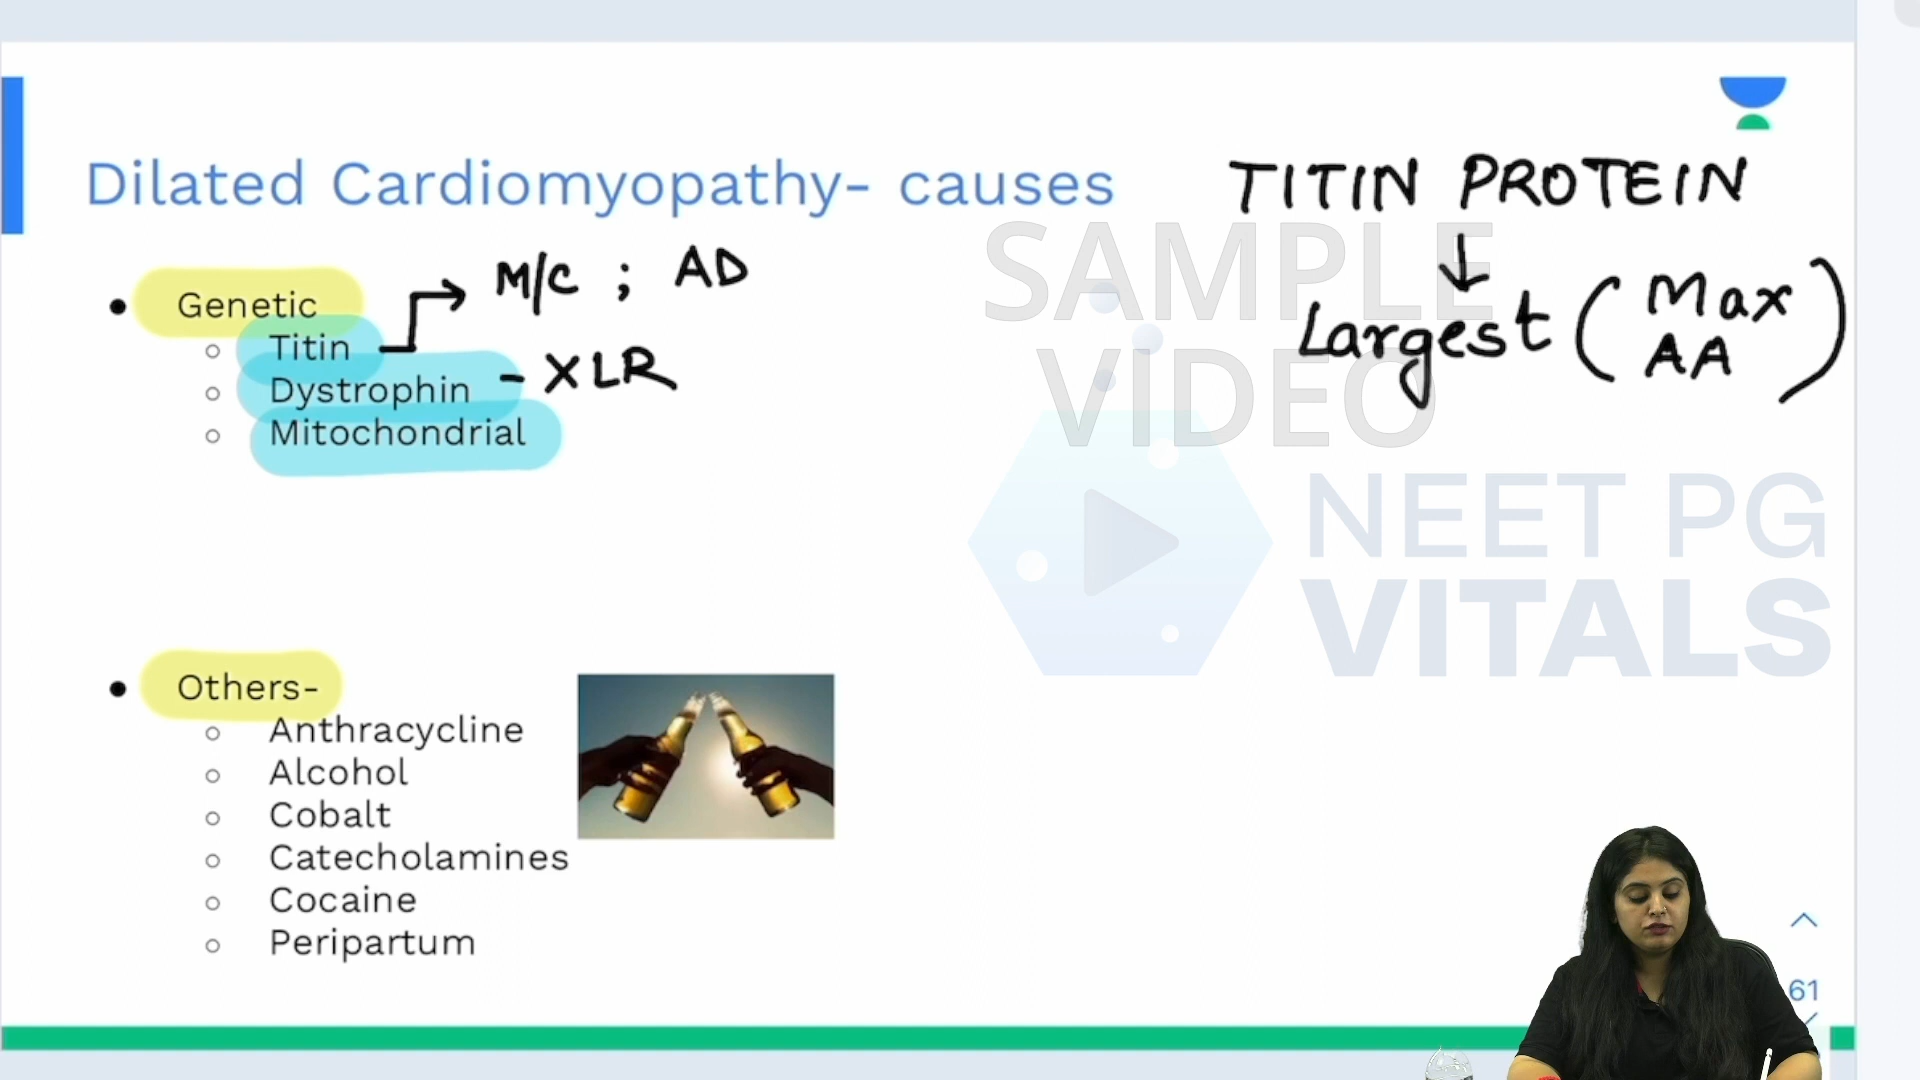 Dilated Cardiomyopathy- causes
TITIN PROTEIN
↓
Largest (Max AA)
SAMPLE
VIDEO
NEET PG
VITALS
• Genetic
○ Titin → M/C ; AD
○ Dystrophin - XLR
○ Mitochondrial
• Others-
○ Anthracycline
○ Alcohol
○ Cobalt
○ Catecholamines
○ Cocaine
○ Peripartum
61